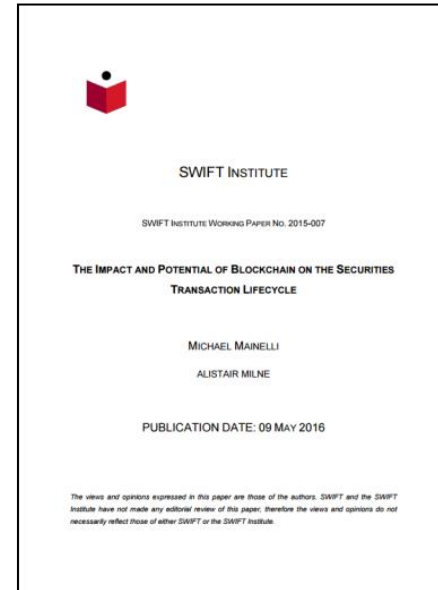 SWIFT INSTITUTE
SWIFT INSTITUTE WORKING PAPER NO. 2015-007
THE IMPACT AND POTENTIAL OF BLOCKCHAIN ON THE SECURITIES
TRANSACTION LIFECYCLE
MICHAEL MAINELLI
ALISTAIR MILNE
PUBLICATION DATE: 09 MAY 2016
The views and opinions expressed in this paper are those of the authors. SWIFT and the SWIFT
Institute have not made any editorial review of this paper, therefore the views and opinions do not
necessarily reflect those of either SWIFT or the SWIFT Institute.